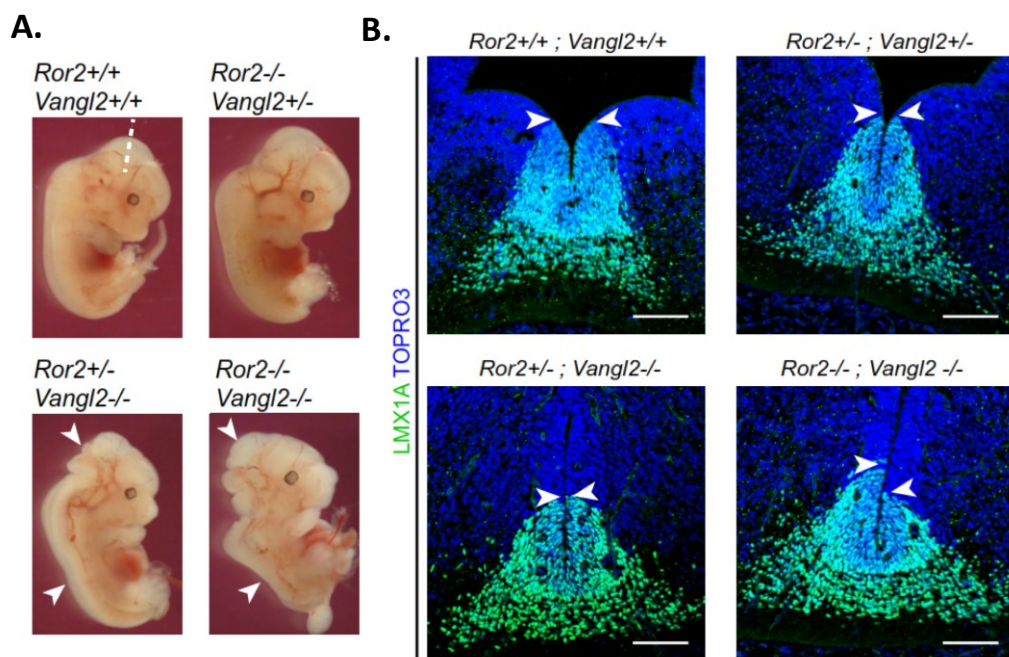 A.
Ror2+/+
Vangl2+/+
Ror2-/-
Vangl2+/-
Ror2+/-
Vangl2-/-
Ror2-/-
Vangl2-/-
B.
Ror2+/+ ; Vangl2+/+
Ror2+/- ; Vangl2+/-
LMX1A TOPRO3
Ror2+/- ; Vangl2-/-
Ror2-/- ; Vangl2 -/-